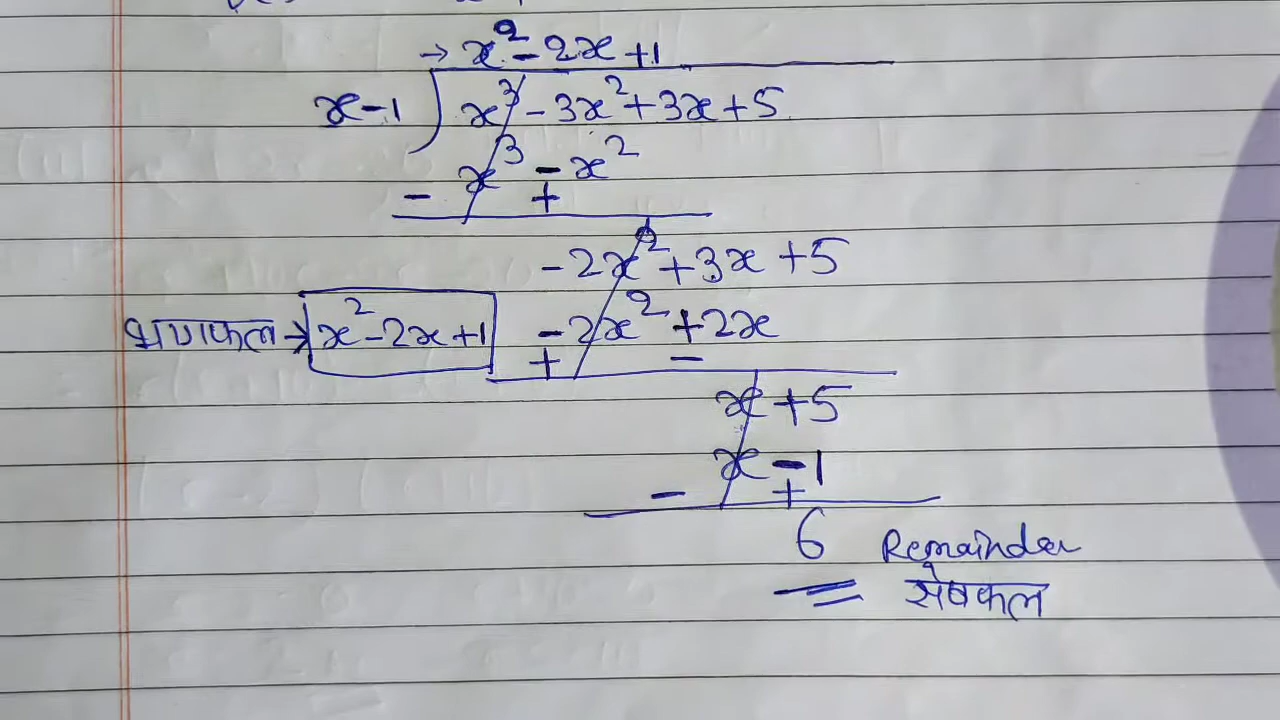 → x² - 2x + 1
x - 1 ) x³ - 3x² + 3x + 5
x³ - x²
- +
- 2x² + 3x + 5
भागफल → x² - 2x + 1 - 2x² + 2x
+ -
x + 5
x - 1
- +
6 Remainder
सेषफल